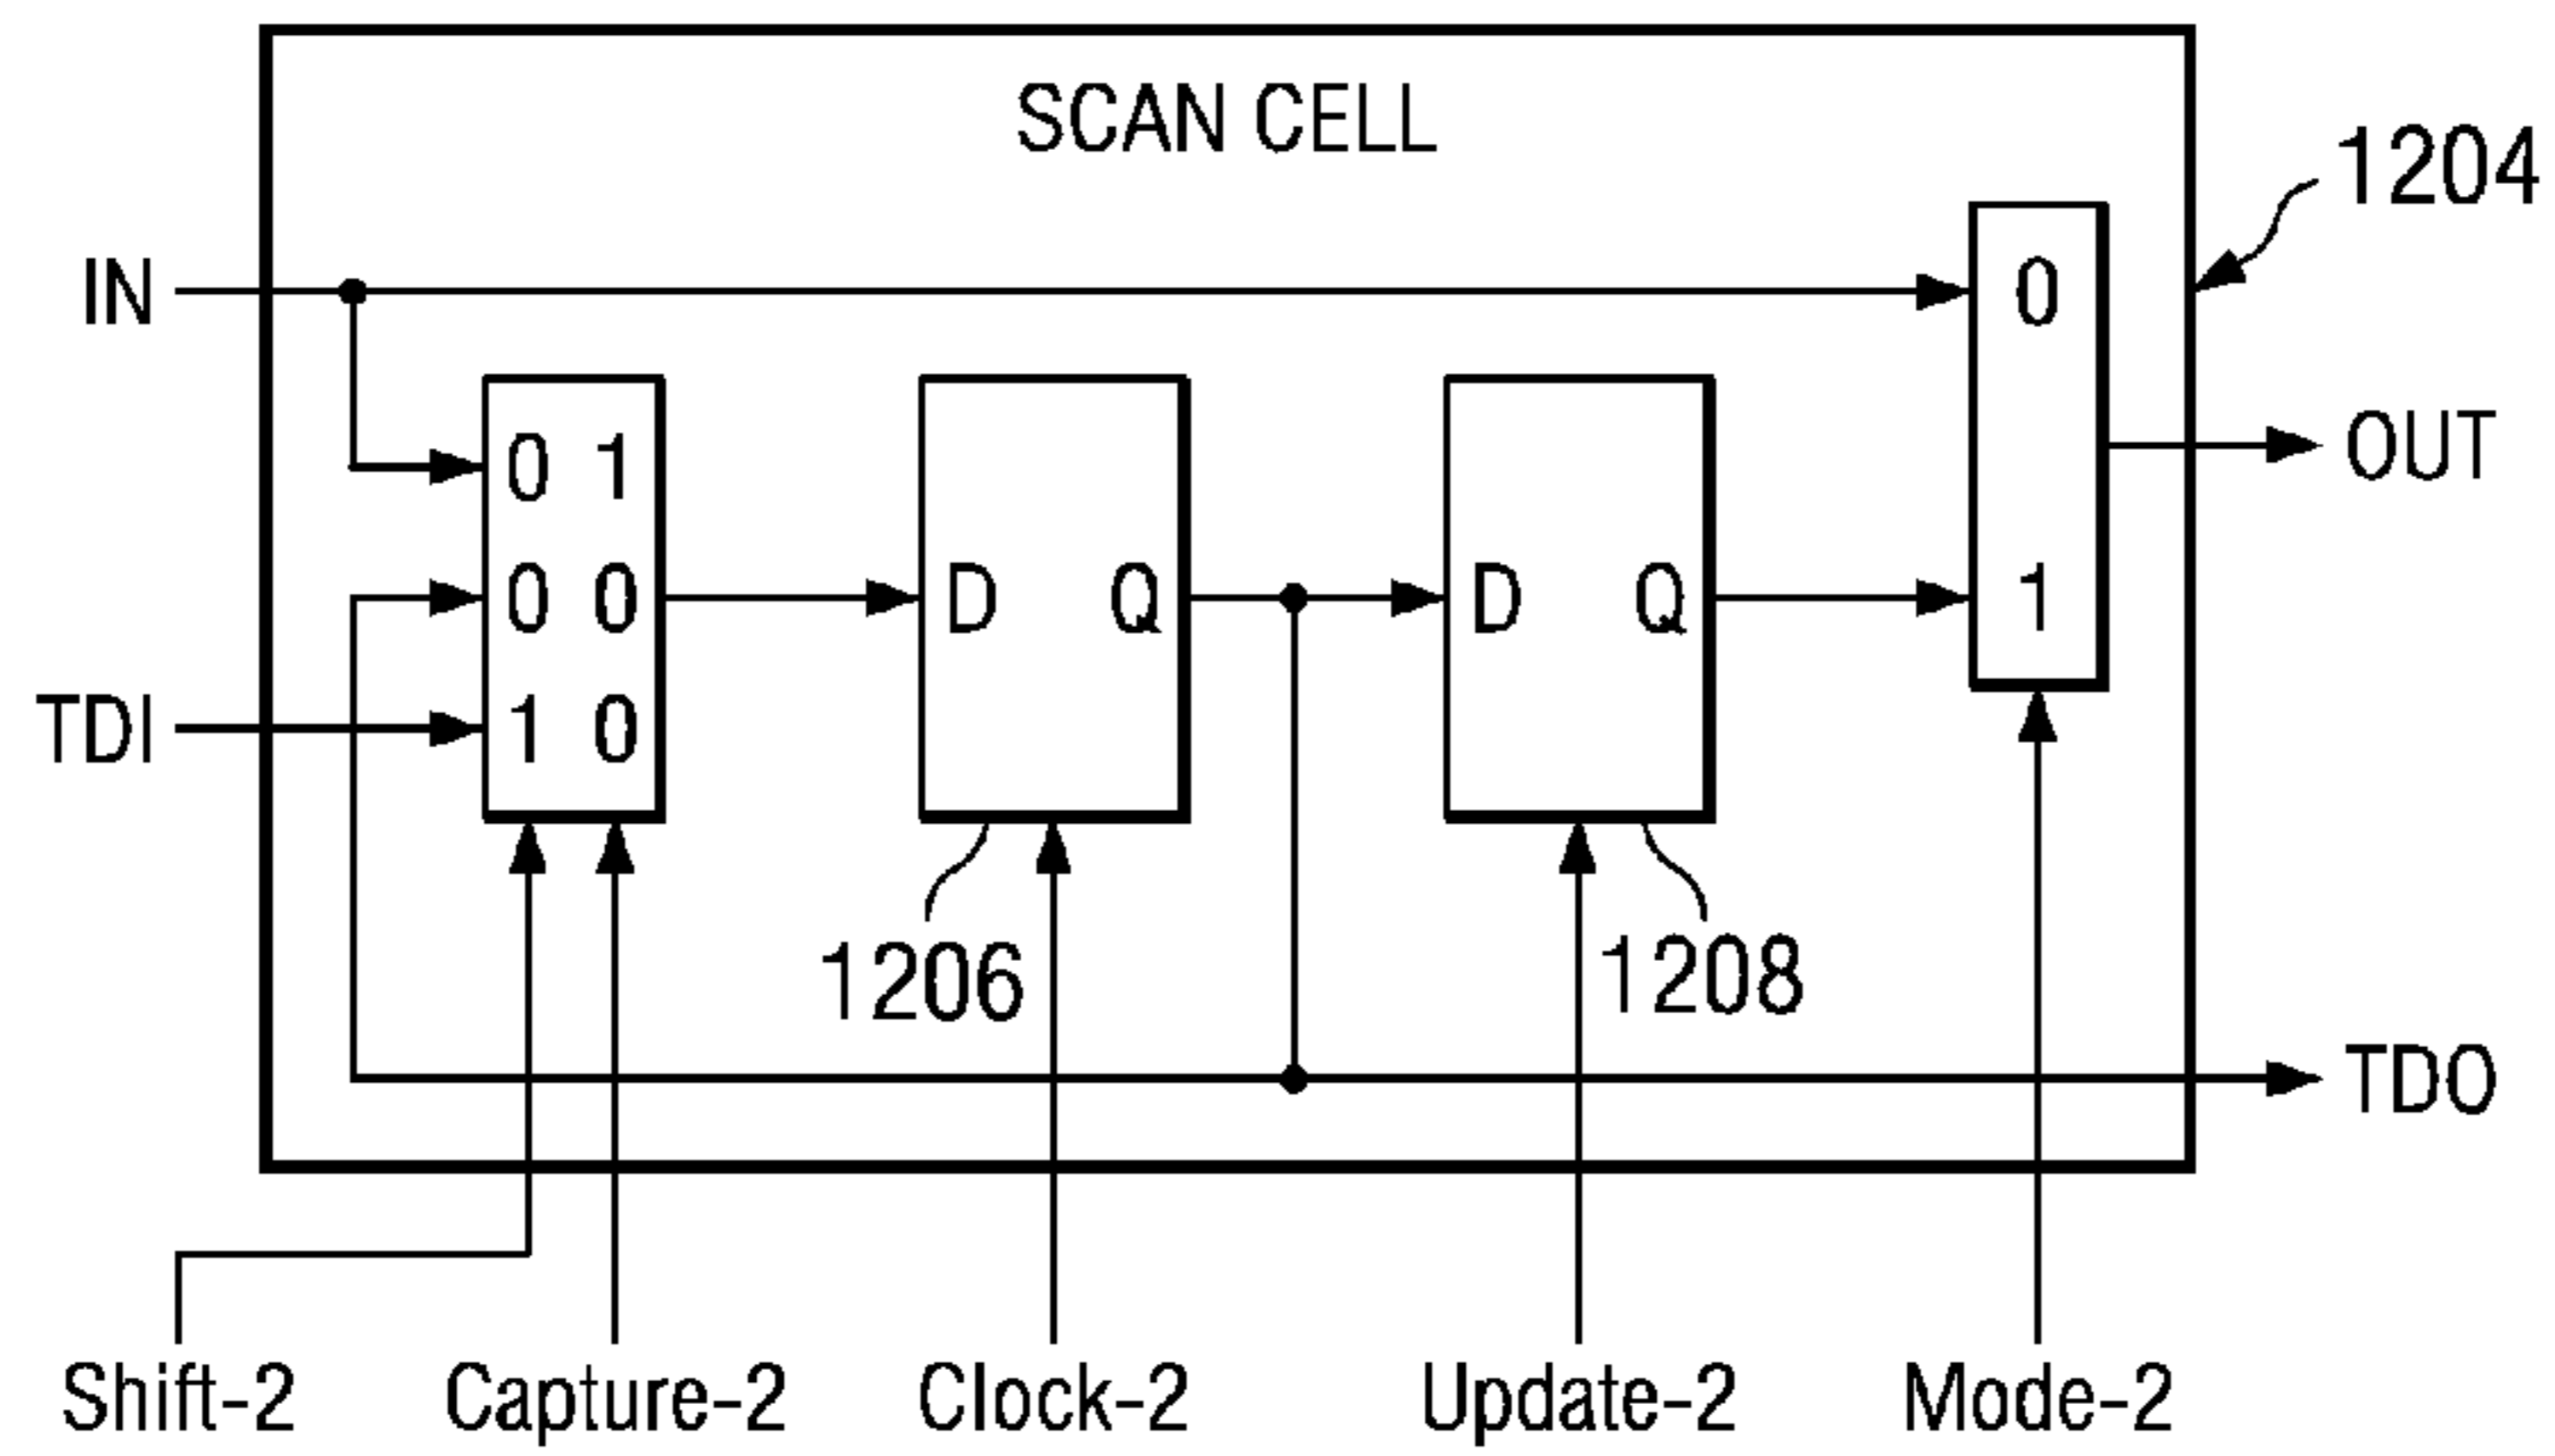 SCAN CELL
1204
IN
0
0 1
OUT
0 0
D Q
D Q
1
TDI
1 0
1206
1208
TDO
Shift-2
Capture-2
Clock-2
Update-2
Mode-2